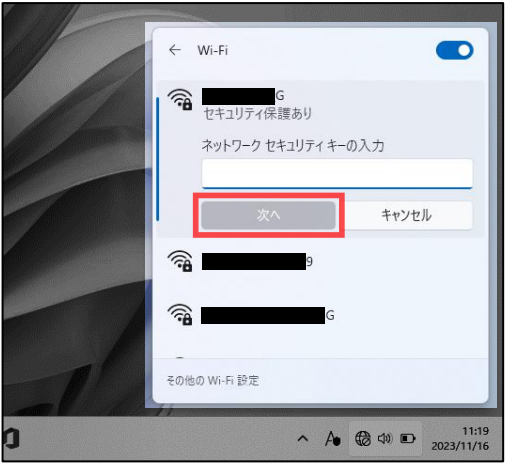 Wi-Fi
G
セキュリティ保護あり
ネットワーク セキュリティ キーの入力
次へ
キャンセル
9
G
その他の Wi-Fi 設定
11:19
2023/11/16